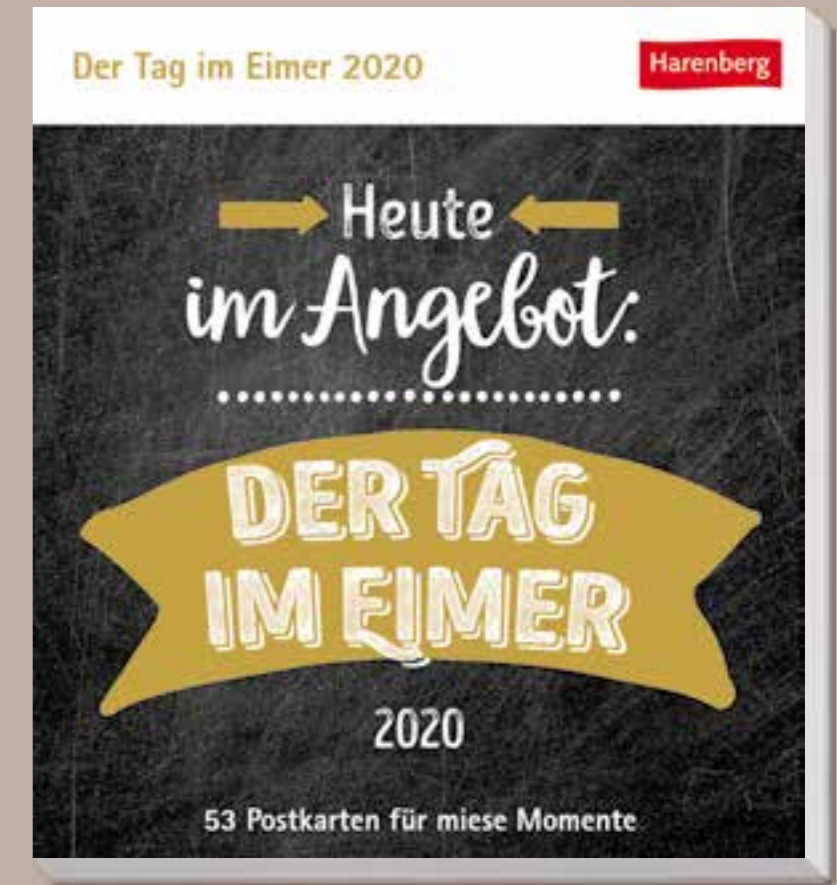 Der Tag im Eimer 2020
Harenberg
Heute
im Angebot:
DER TAG
IM EIMER
2020
53 Postkarten für miese Momente